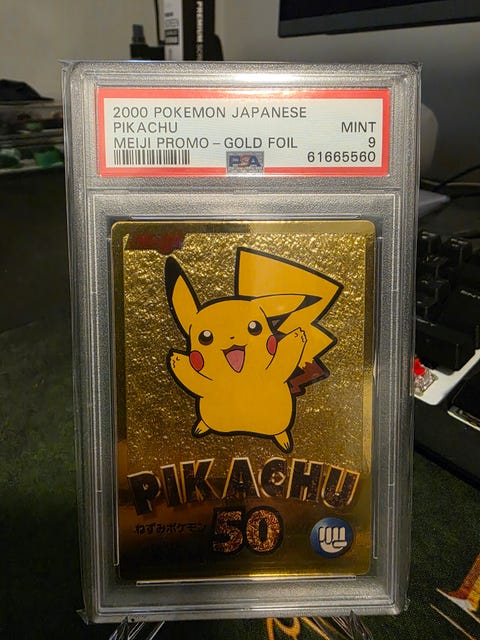 2000 POKEMON JAPANESE
PIKACHU MINT
MEIJI PROMO – GOLD FOIL 9
PSA 61665560
PIKACHU
ねずみポケモン 50